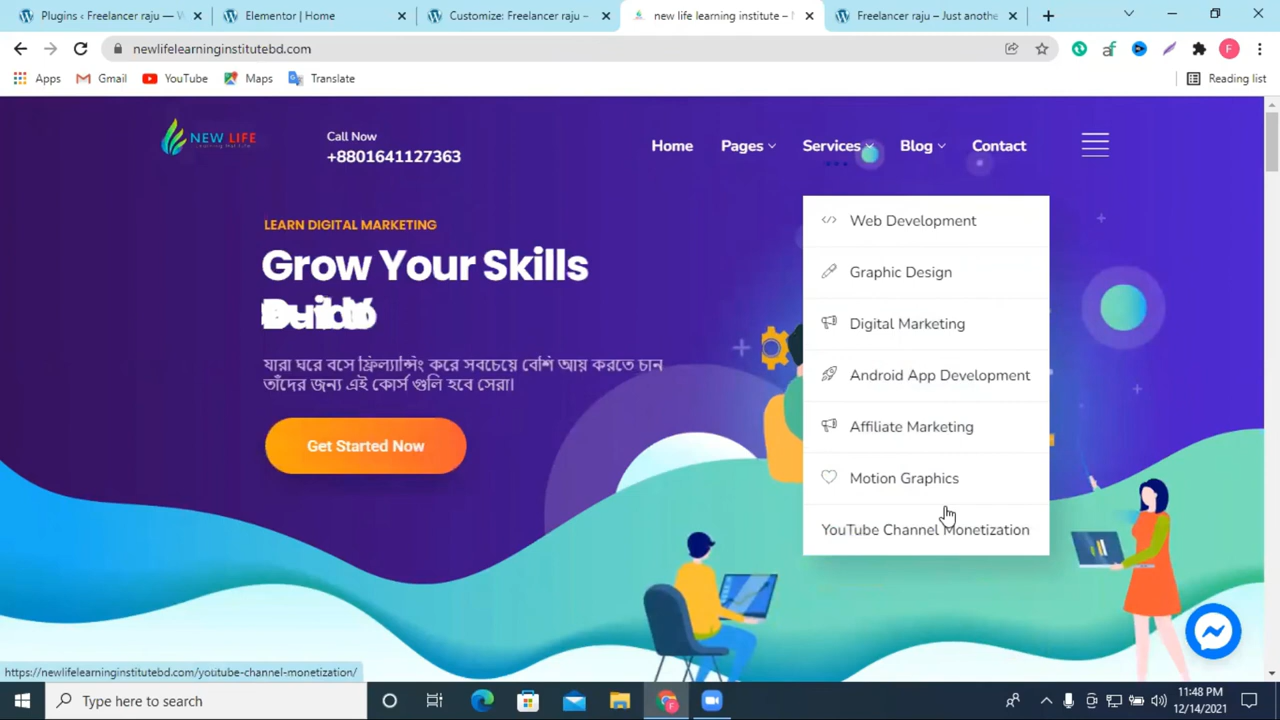 Plugins ‹ Freelancer raju — W
Elementor | Home
Customize: Freelancer raju –
new life learning institute – N
Freelancer raju – Just anothe
newlifelearninginstitutebd.com
F
Apps
Gmail
YouTube
Maps
Translate
Reading list
NEW LIFE
Call Now
+8801641127363
Home
Pages
Services
Blog
Contact
LEARN DIGITAL MARKETING
Grow Your Skills
যারা ঘরে বসে ফ্রিল্যান্সিং করে সবচেয়ে বেশি আয় করতে চান
তাঁদের জন্য এই কোর্স গুলি হবে সেরা।
Get Started Now
Web Development
Graphic Design
Digital Marketing
Android App Development
Affiliate Marketing
Motion Graphics
YouTube Channel Monetization
https://newlifelearninginstitutebd.com/youtube-channel-monetization/
Type here to search
11:48 PM
12/14/2021